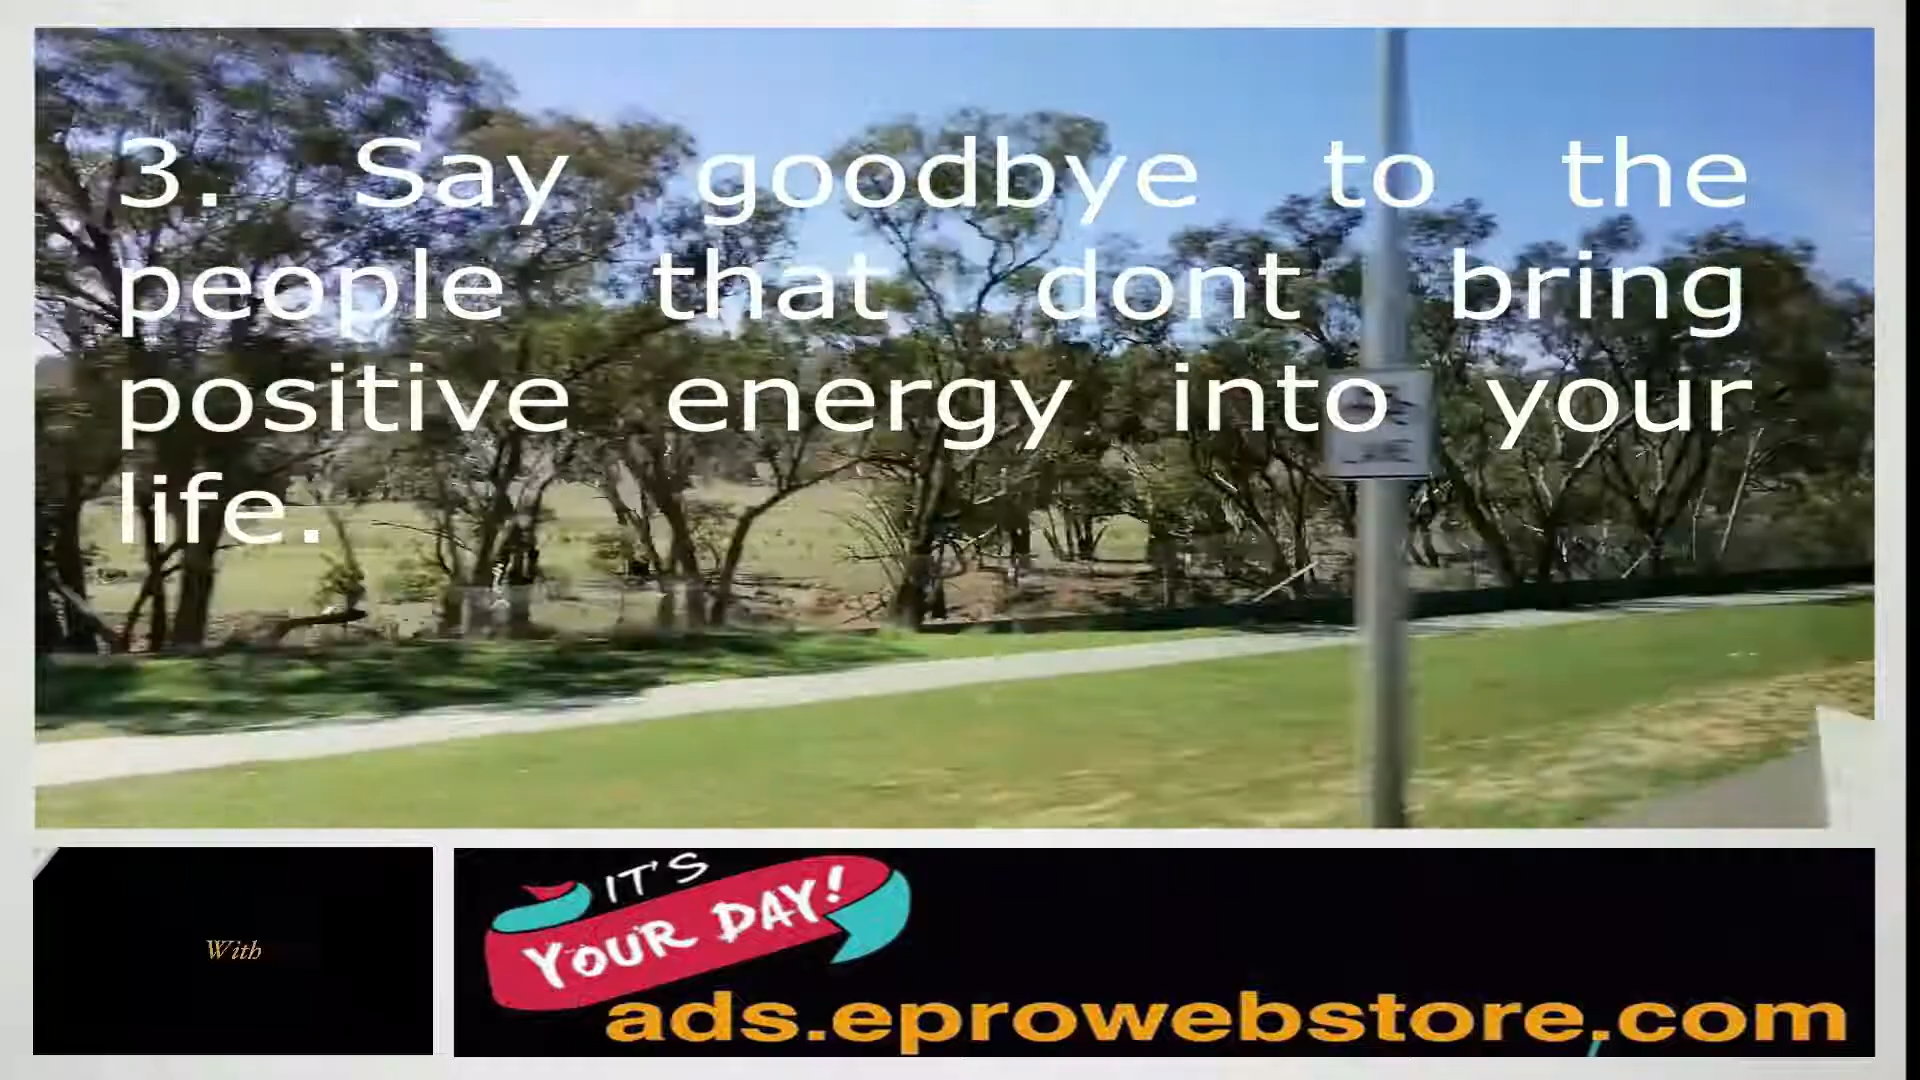 3. Say goodbye to the
people that dont bring
positive energy into your
life.
With
IT'S
YOUR DAY!
ads.eprowebstore.com